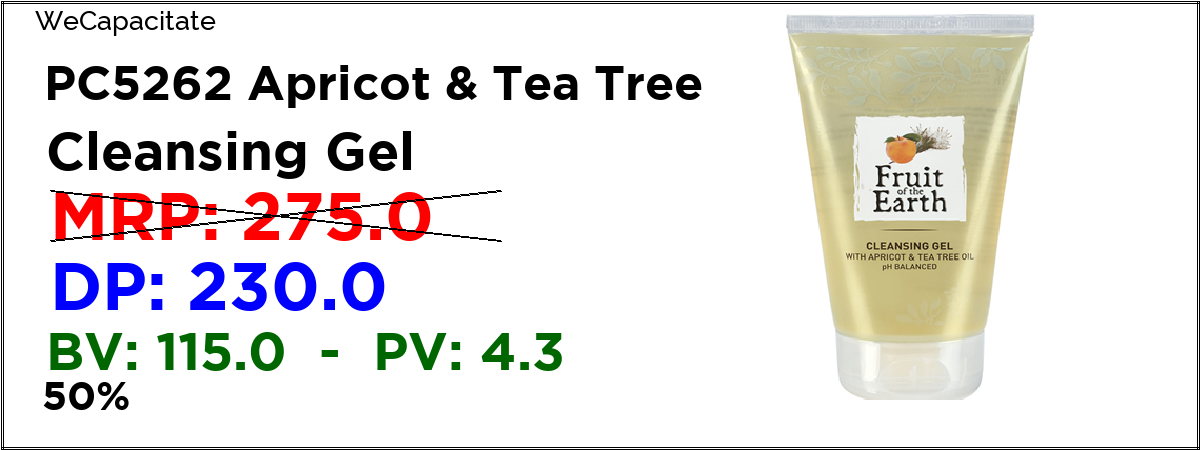 WeCapacitate
PC5262 Apricot & Tea Tree
Cleansing Gel
MRP: 275.0
DP: 230.0
BV: 115.0 - PV: 4.3
50%
Fruit
of the
Earth
CLEANSING GEL
WITH APRICOT & TEA TREE OIL
pH BALANCED